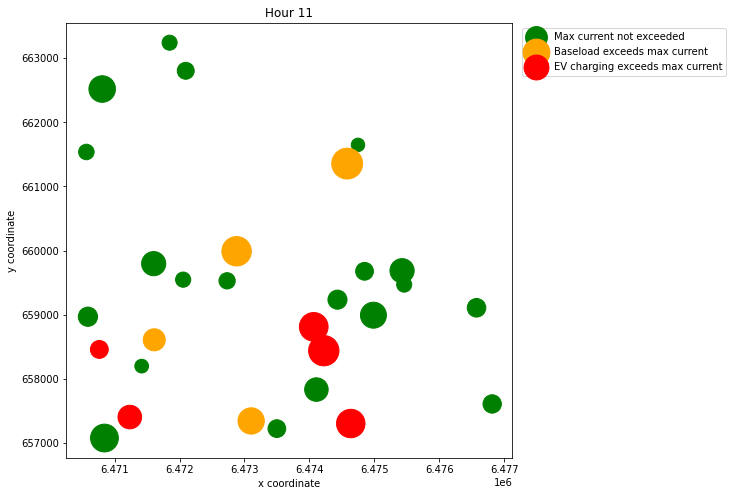 Hour 11
Max current not exceeded
Baseload exceeds max current
EV charging exceeds max current
663000
662000
661000
660000
659000
658000
657000
y coordinate
6.471 6.472 6.473 6.474 6.475 6.476 6.477
1e6
x coordinate